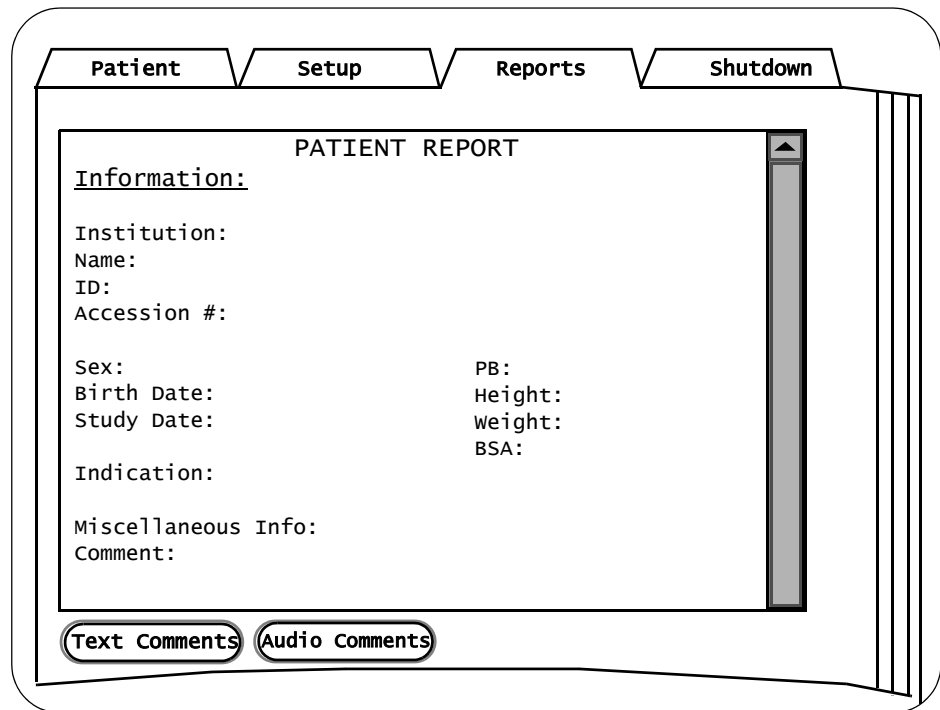 Patient Setup Reports Shutdown
PATIENT REPORT
Information:
Institution:
Name:
ID:
Accession #:
Sex: PB:
Birth Date: Height:
Study Date: Weight:
BSA:
Indication:
Miscellaneous Info:
Comment:
Text Comments Audio Comments